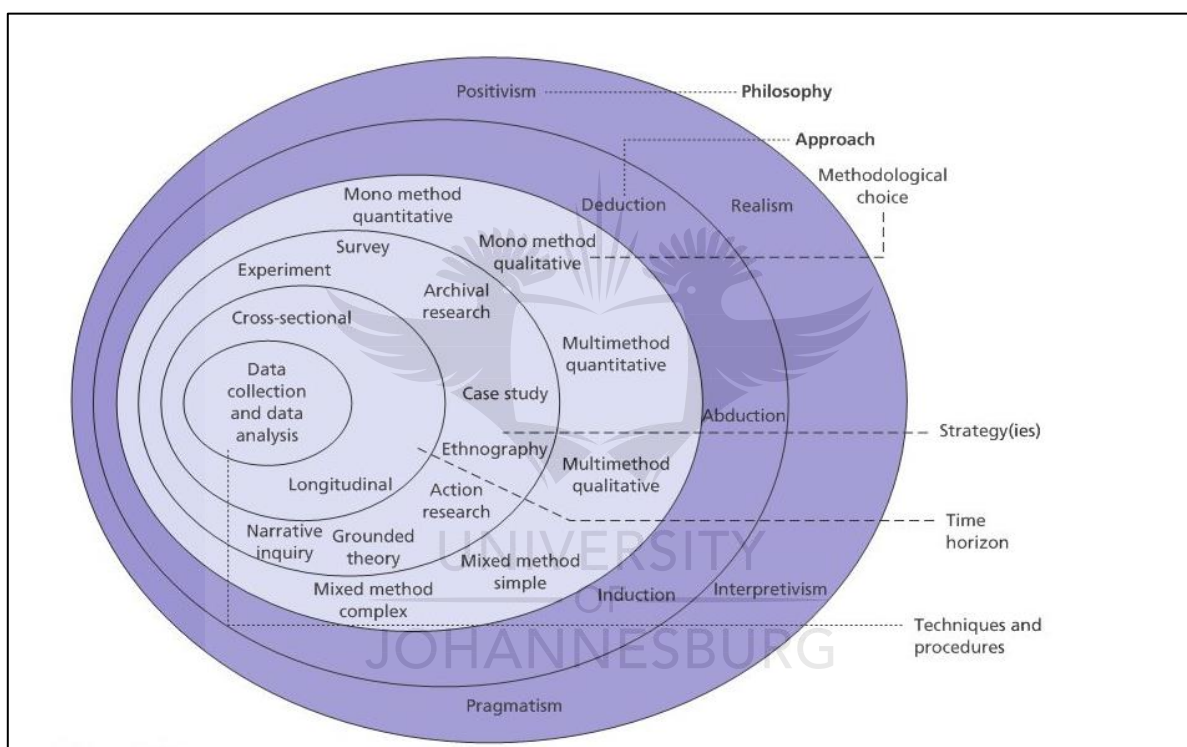 Positivism
Philosophy
Approach
Methodological
choice
Mono method
quantitative
Deduction
Realism
Survey
Mono method
qualitative
Experiment
Archival
research
Cross-sectional
Multimethod
quantitative
Data
collection
and data
analysis
Case study
Abduction
Strategy(ies)
Ethnography
Multimethod
qualitative
Longitudinal
Action
research
Time
horizon
Narrative
inquiry
Grounded
theory
Mixed method
simple
Mixed method
complex
Induction
Interpretivism
Techniques and
procedures
Pragmatism
UNIVERSITY
OF
JOHANNESBURG